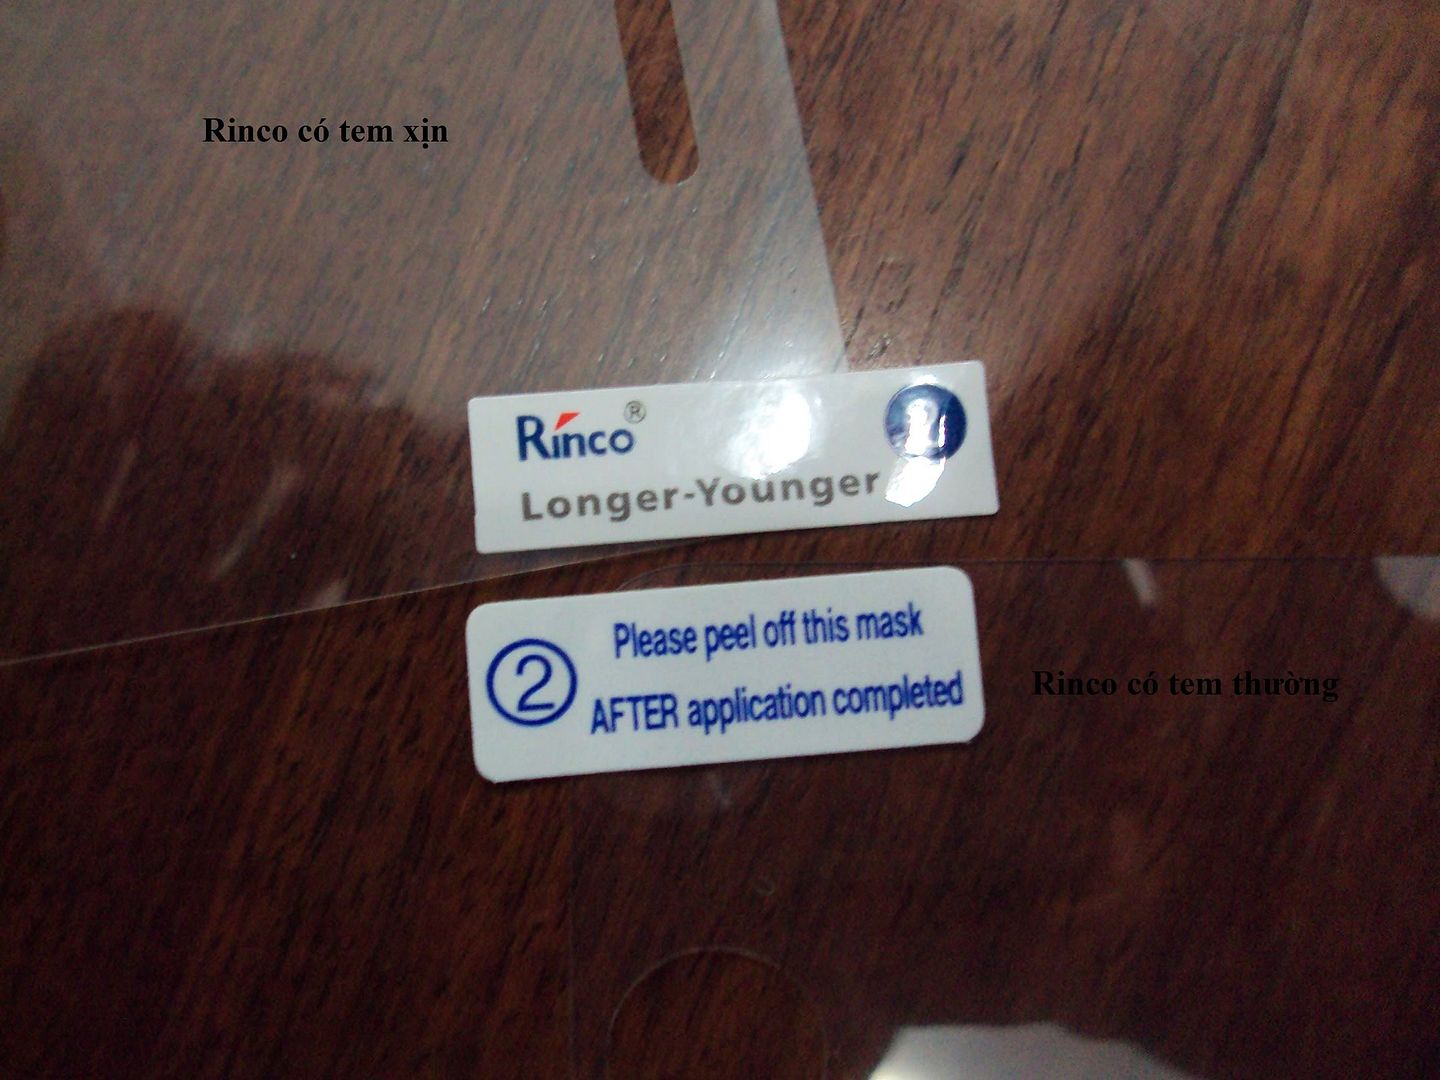 Rinco có tem xịn
Rinco®
Longer-Younger
② Please peel off this mask
AFTER application completed
Rinco có tem thường